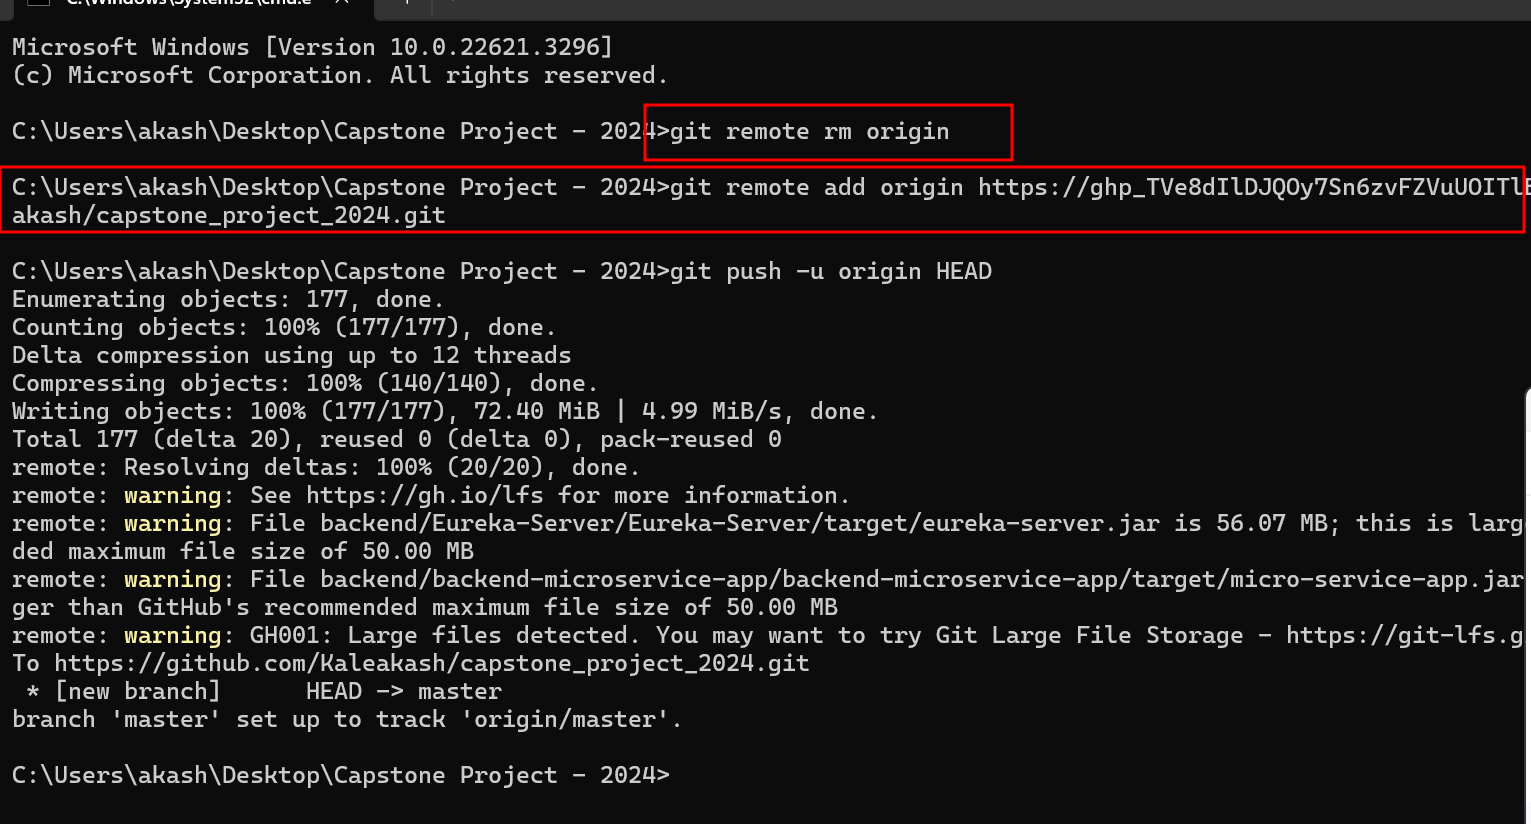 C:\Windows\System32\cmd.e
Microsoft Windows [Version 10.0.22621.3296]
(c) Microsoft Corporation. All rights reserved.
C:\Users\akash\Desktop\Capstone Project - 2024>git remote rm origin
C:\Users\akash\Desktop\Capstone Project - 2024>git remote add origin https://ghp_TVe8dIlDJQOy7Sn6zvFZVuUOITlE
akash/capstone_project_2024.git
C:\Users\akash\Desktop\Capstone Project - 2024>git push -u origin HEAD
Enumerating objects: 177, done.
Counting objects: 100% (177/177), done.
Delta compression using up to 12 threads
Compressing objects: 100% (140/140), done.
Writing objects: 100% (177/177), 72.40 MiB | 4.99 MiB/s, done.
Total 177 (delta 20), reused 0 (delta 0), pack-reused 0
remote: Resolving deltas: 100% (20/20), done.
remote: warning: See https://gh.io/lfs for more information.
remote: warning: File backend/Eureka-Server/Eureka-Server/target/eureka-server.jar is 56.07 MB; this is larg
ded maximum file size of 50.00 MB
remote: warning: File backend/backend-microservice-app/backend-microservice-app/target/micro-service-app.jar
ger than GitHub's recommended maximum file size of 50.00 MB
remote: warning: GH001: Large files detected. You may want to try Git Large File Storage - https://git-lfs.g
To https://github.com/Kaleakash/capstone_project_2024.git
 * [new branch]      HEAD -> master
branch 'master' set up to track 'origin/master'.
C:\Users\akash\Desktop\Capstone Project - 2024>